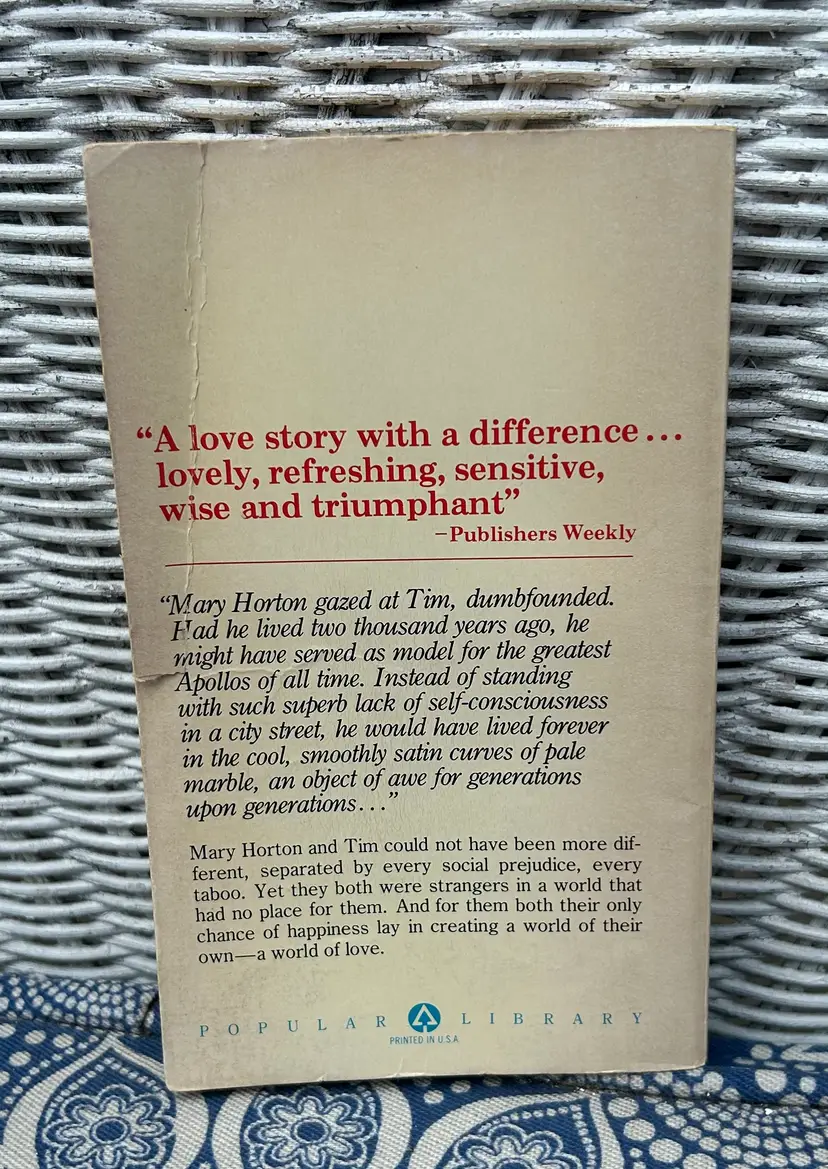 “A love story with a difference...
lovely, refreshing, sensitive,
wise and triumphant”
–Publishers Weekly
“Mary Horton gazed at Tim, dumbfounded.
Had he lived two thousand years ago, he
might have served as model for the greatest
Apollos of all time. Instead of standing
with such superb lack of self-consciousness
in a city street, he would have lived forever
in the cool, smoothly satin curves of pale
marble, an object of awe for generations
upon generations...”
Mary Horton and Tim could not have been more dif-
ferent, separated by every social prejudice, every
taboo. Yet they both were strangers in a world that
had no place for them. And for them both their only
chance of happiness lay in creating a world of their
own—a world of love.
POPULAR LIBRARY
PRINTED IN U.S.A.